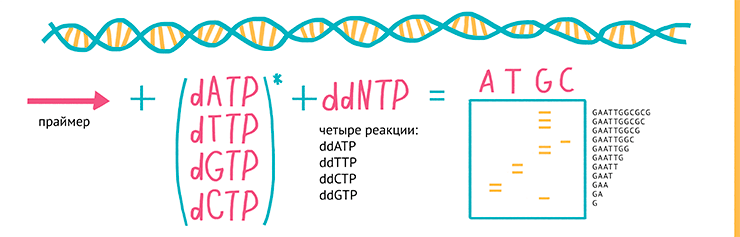 праймер
+
dATP
dTTP
dGTP
dCTP
*
+ ddNTP =
четыре реакции:
ddATP
ddTTP
ddCTP
ddGTP
A T G C
GAATTGGCGCG
GAATTGGCGC
GAATTGGCG
GAATTGGC
GAATTGG
GAATTG
GAATT
GAAT
GAA
GA
G